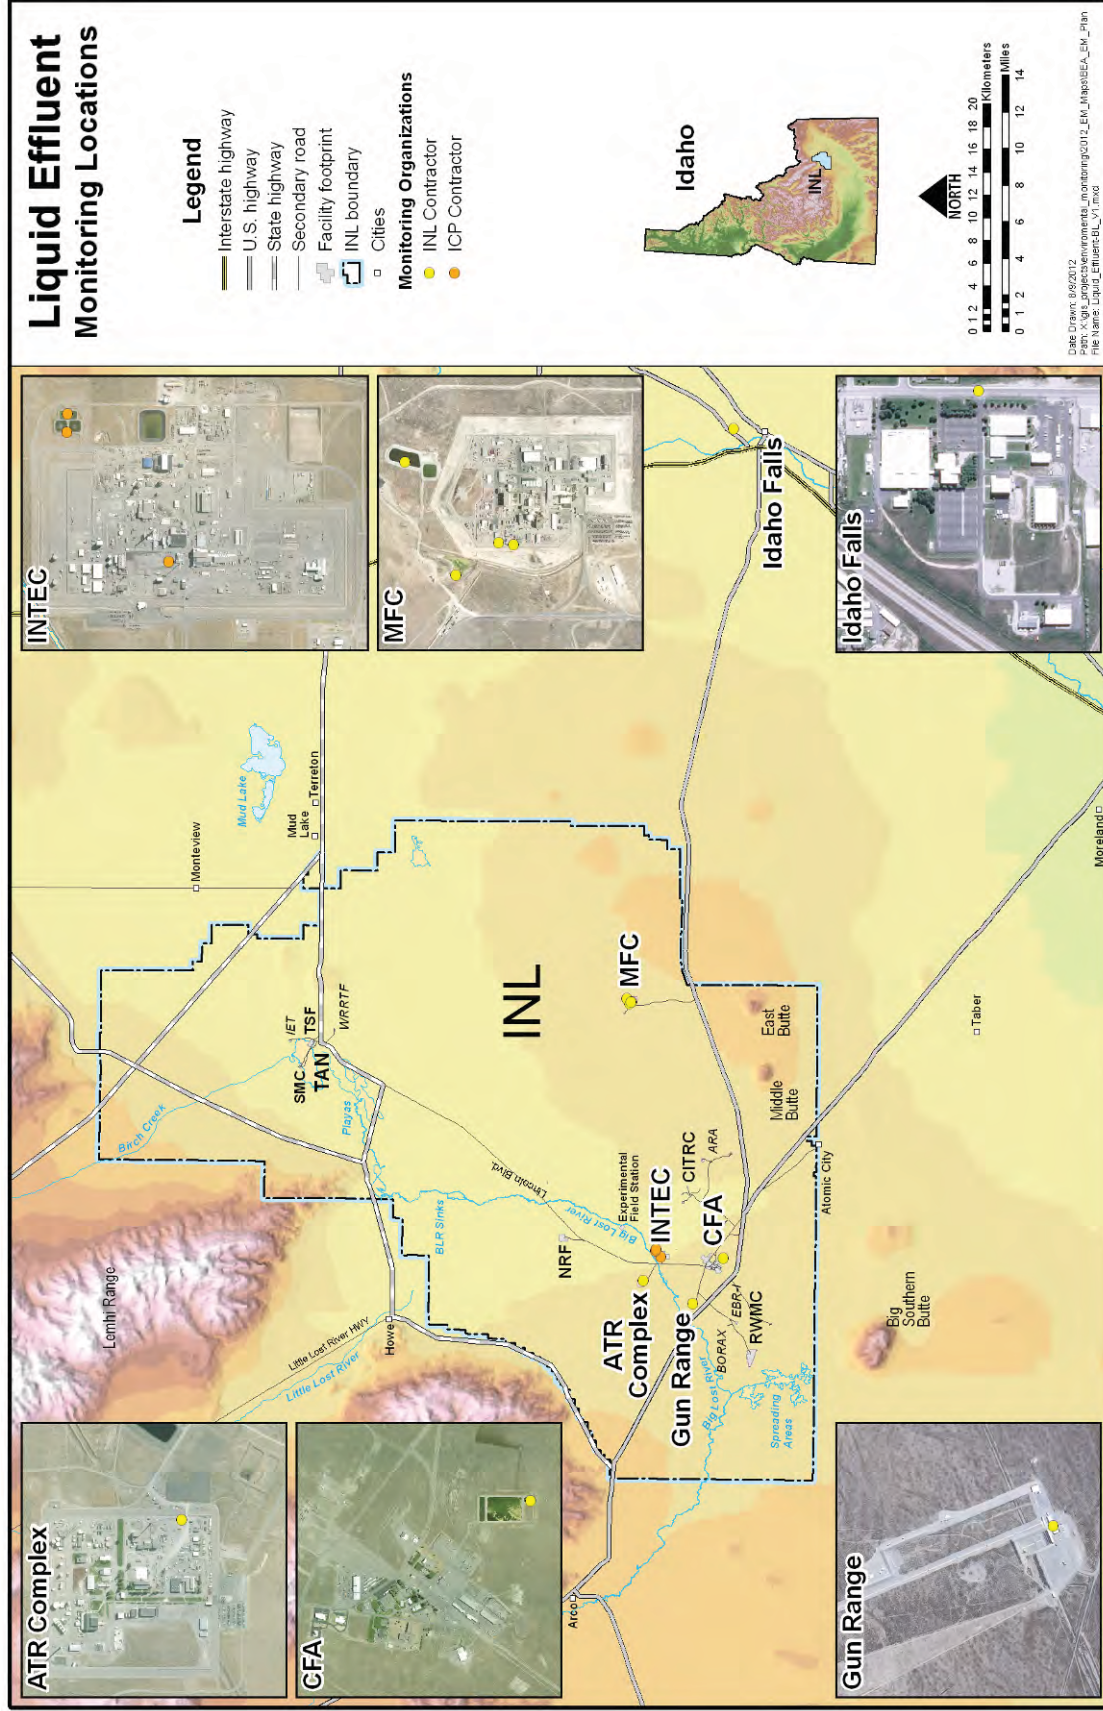 Liquid Effluent
Monitoring Locations
Legend
Interstate highway
U.S. highway
State highway
Secondary road
Facility footprint
INL boundary
Cities
Monitoring Organizations
INL Contractor
ICP Contractor
Idaho
INL
NORTH
0 1 2 4 6 8 10 12 14 16 18 20
Kilometers
Miles
0 1 2 4 6 8 10 12 14
Date Drawn: 8/9/2012
File Name: Liquid_Effluent-BL_V1.mxd
ATR Complex
CFA
Gun Range
INTEC
MFC
Idaho Falls
Lemhi Range
Little Lost River HWY
Little Lost River
Howe
Arco
Birch Creek
BLR Sinks
Playas
SMC
TAN
IET
TSF
WRRTF
Monteview
Mud Lake
Mud
Lake
Terreton
INL
Lincoln Blvd.
NRF
Experimental
Field Station
Big Lost River
INTEC
ATR
Complex
CFA
CITRC
ARA
Gun Range
EBR-I
BORAX
RWMC
Big Lost River
Spreading
Areas
MFC
East
Butte
Middle
Butte
Atomic City
Big
Southern
Butte
Taber
Moreland
Idaho Falls